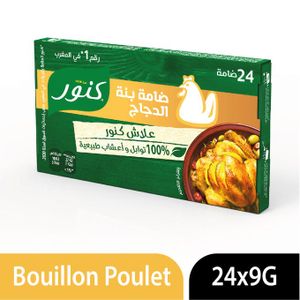 رقم 1* في المغرب
كنور
ضامة بنة
الدجاج
24 ضامة
علاش كنور
100% توابل و أعشاب طبيعية
Bouillon Poulet
24x9G